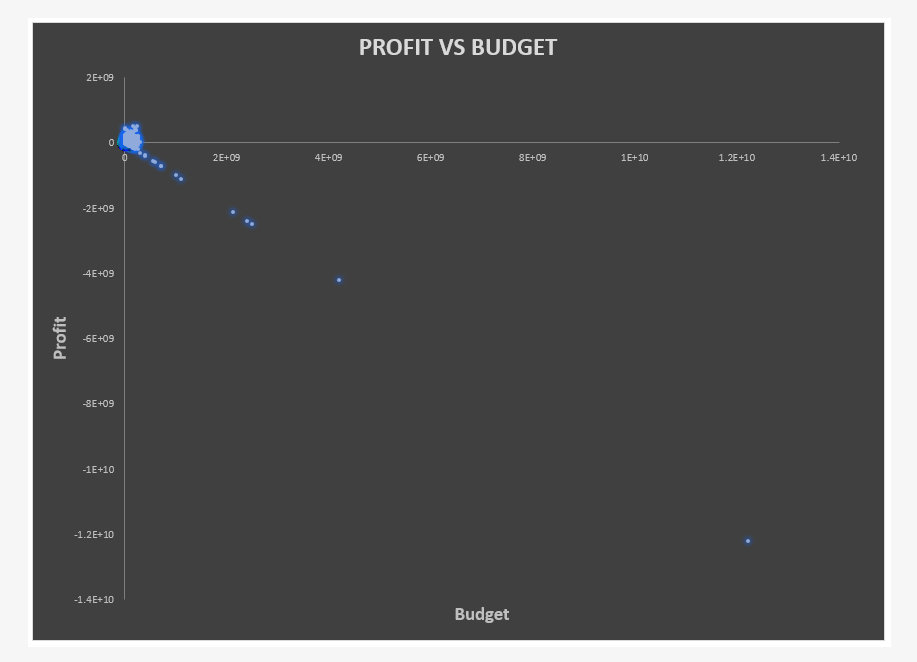 PROFIT VS BUDGET
2E+09
0
0 2E+09 4E+09 6E+09 8E+09 1E+10 1.2E+10 1.4E+10
-2E+09
-4E+09
Profit
-6E+09
-8E+09
-1E+10
-1.2E+10
-1.4E+10
Budget